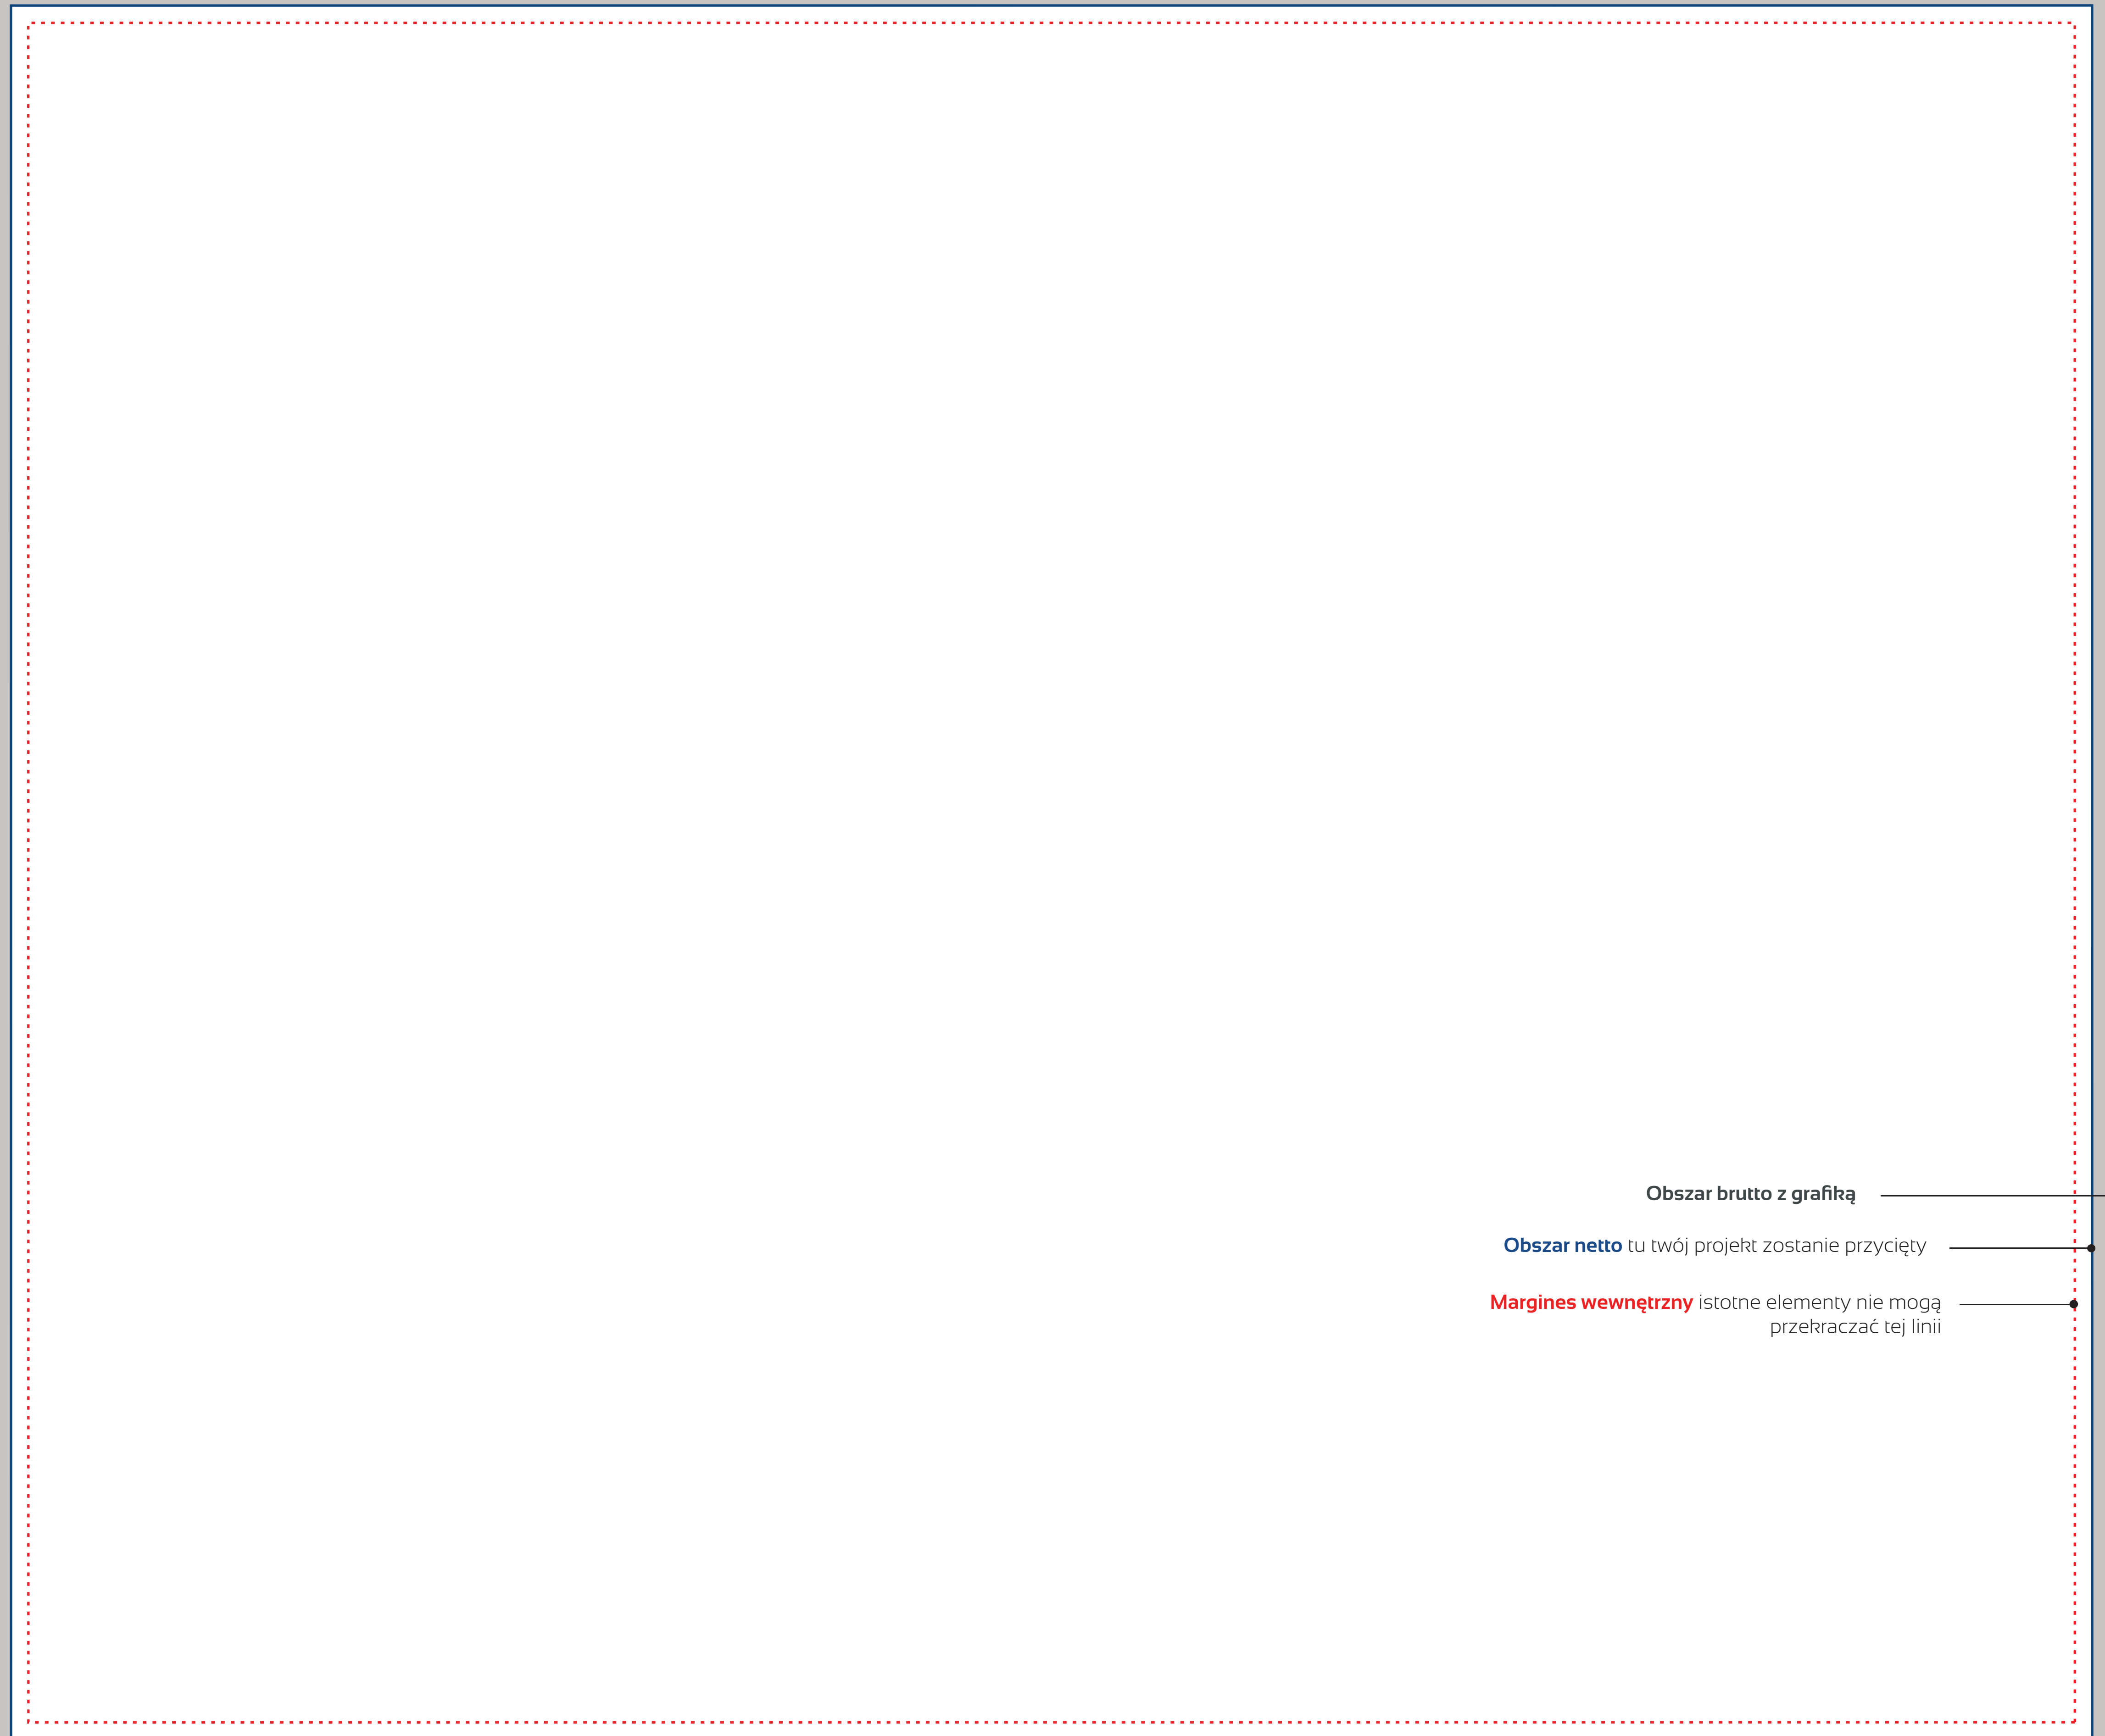 Obszar brutto z grafiką
Obszar netto tu twój projekt zostanie przycięty
Margines wewnętrzny istotne elementy nie mogą
przekraczać tej linii